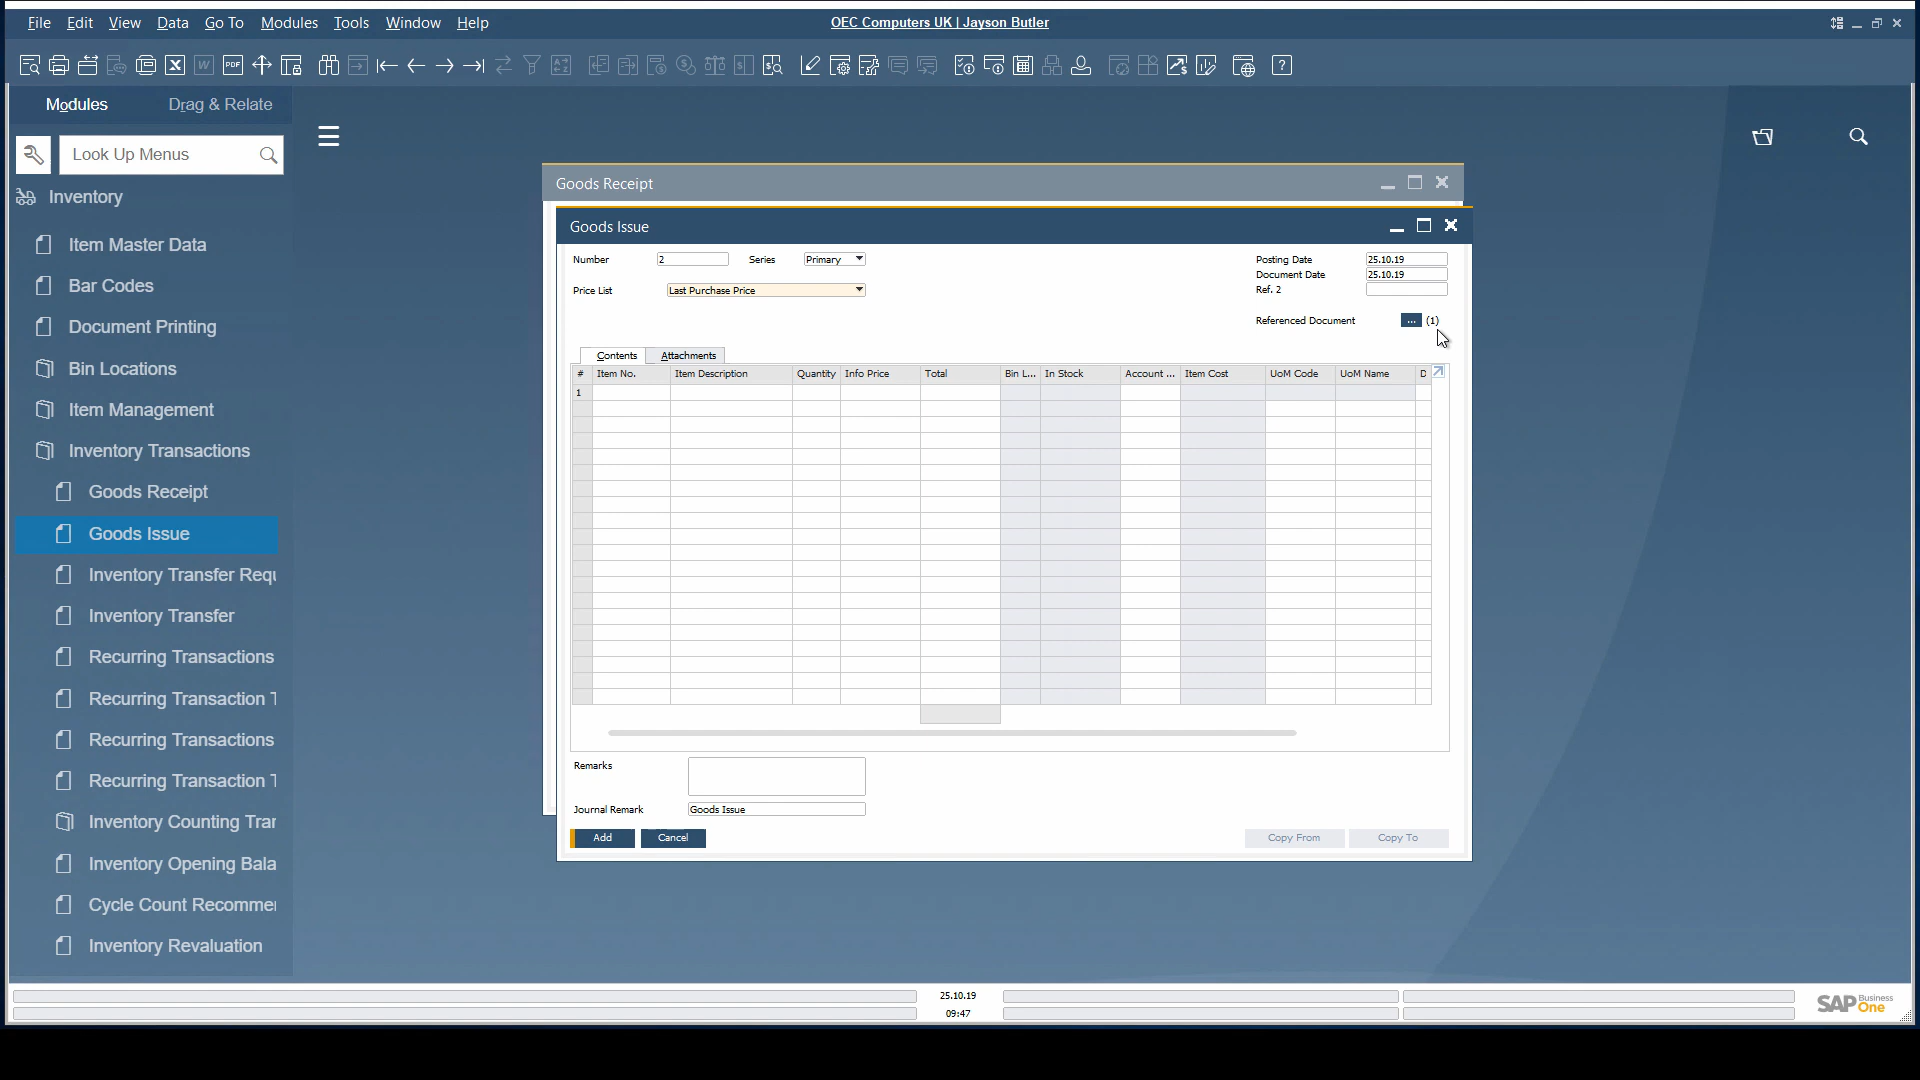 File Edit View Data Go To Modules Tools Window Help
OEC Computers UK | Jayson Butler
Modules Drag & Relate
Look Up Menus
Inventory
Item Master Data
Bar Codes
Document Printing
Bin Locations
Item Management
Inventory Transactions
Goods Receipt
Goods Issue
Inventory Transfer Requ
Inventory Transfer
Recurring Transactions
Recurring Transaction T
Recurring Transactions
Recurring Transaction T
Inventory Counting Tran
Inventory Opening Bala
Cycle Count Recommen
Inventory Revaluation
Goods Receipt
Goods Issue
Number 2 Series Primary
Price List Last Purchase Price
Posting Date 25.10.19
Document Date 25.10.19
Ref. 2
Referenced Document ... (1)
Contents Attachments
# Item No. Item Description Quantity Info Price Total Bin L... In Stock Account ... Item Cost UoM Code UoM Name D
1
Remarks
Journal Remark Goods Issue
Add Cancel Copy From Copy To
25.10.19
09:47
SAP Business One